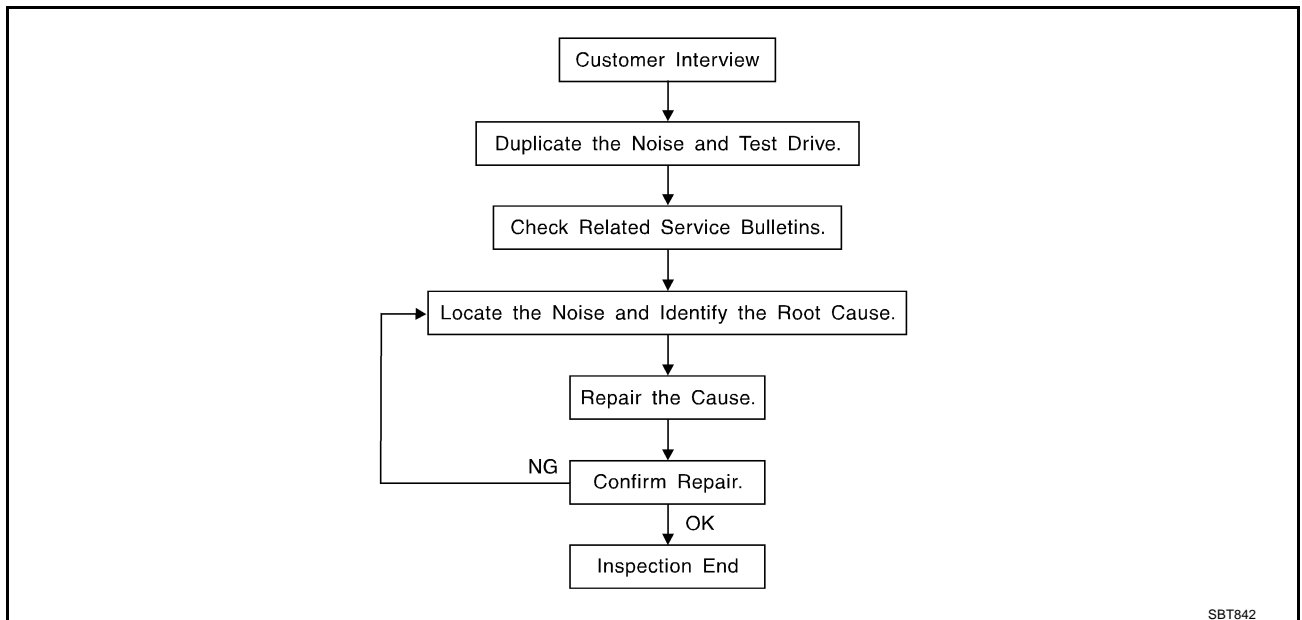 Customer Interview
Duplicate the Noise and Test Drive.
Check Related Service Bulletins.
Locate the Noise and Identify the Root Cause.
Repair the Cause.
NG
Confirm Repair.
OK
Inspection End
SBT842